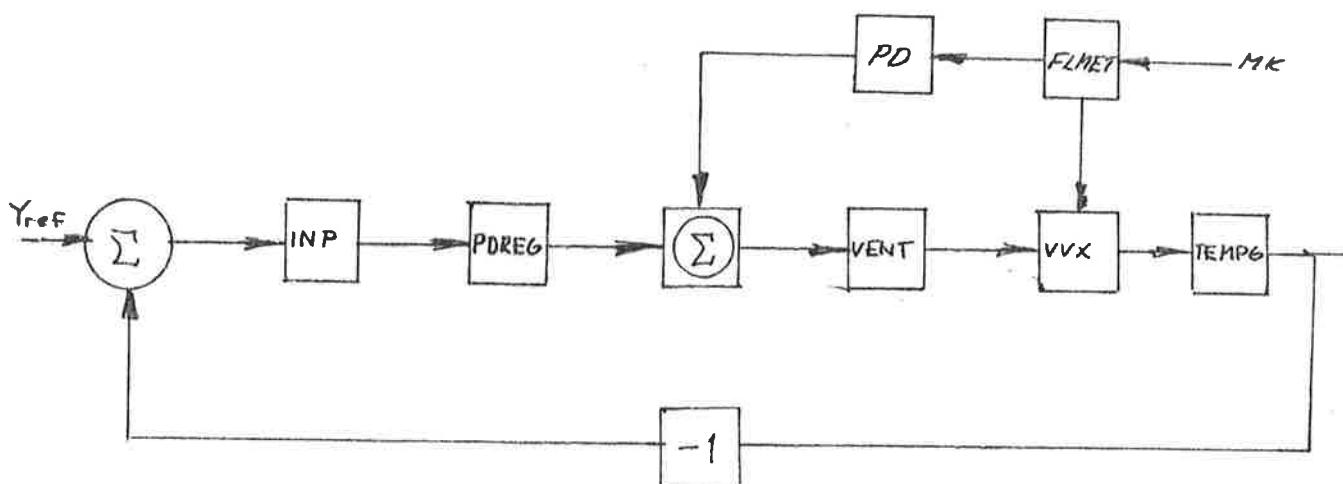 PD
FLMET
MK
Yref
Σ
INP
PDREG
Σ
VENT
VVX
TEMPG
-1